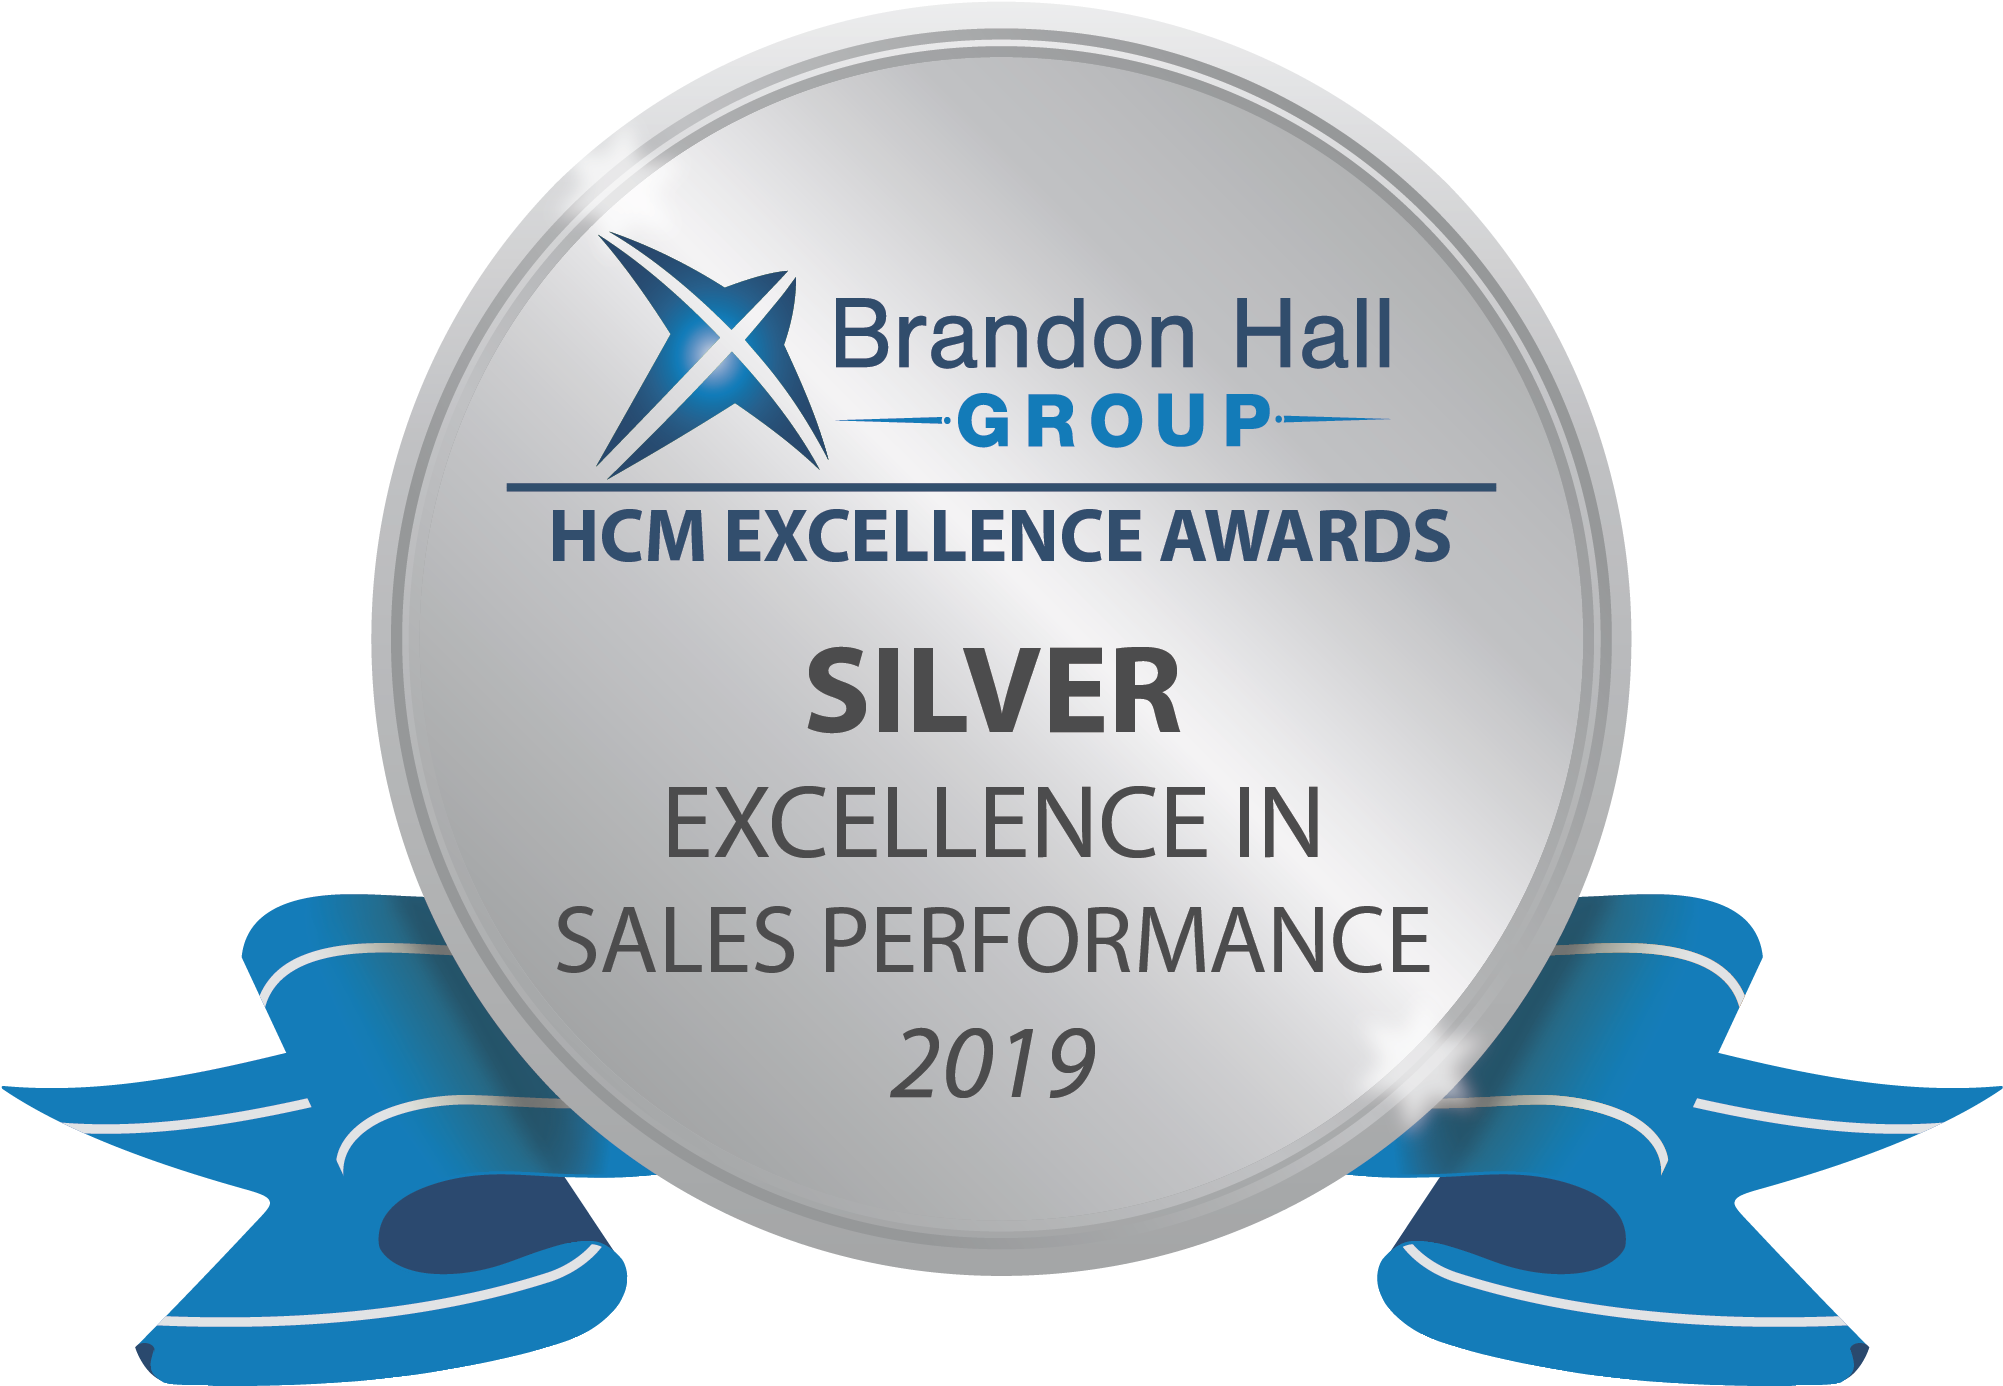 Brandon Hall
GROUP
HCM EXCELLENCE AWARDS
SILVER
EXCELLENCE IN
SALES PERFORMANCE
2019